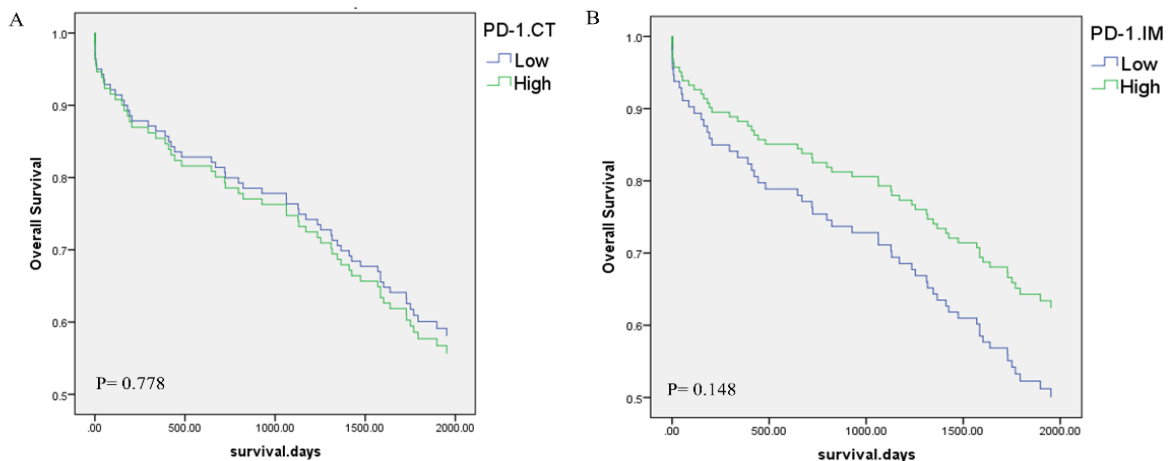 A
PD-1.CT
Low
High
1.0
0.9
0.8
0.7
0.6
0.5
Overall Survival
P= 0.778
.00
500.00
1000.00
1500.00
2000.00
survival.days
B
PD-1.IM
Low
High
1.0
0.9
0.8
0.7
0.6
0.5
Overall Survival
P= 0.148
.00
500.00
1000.00
1500.00
2000.00
survival.days